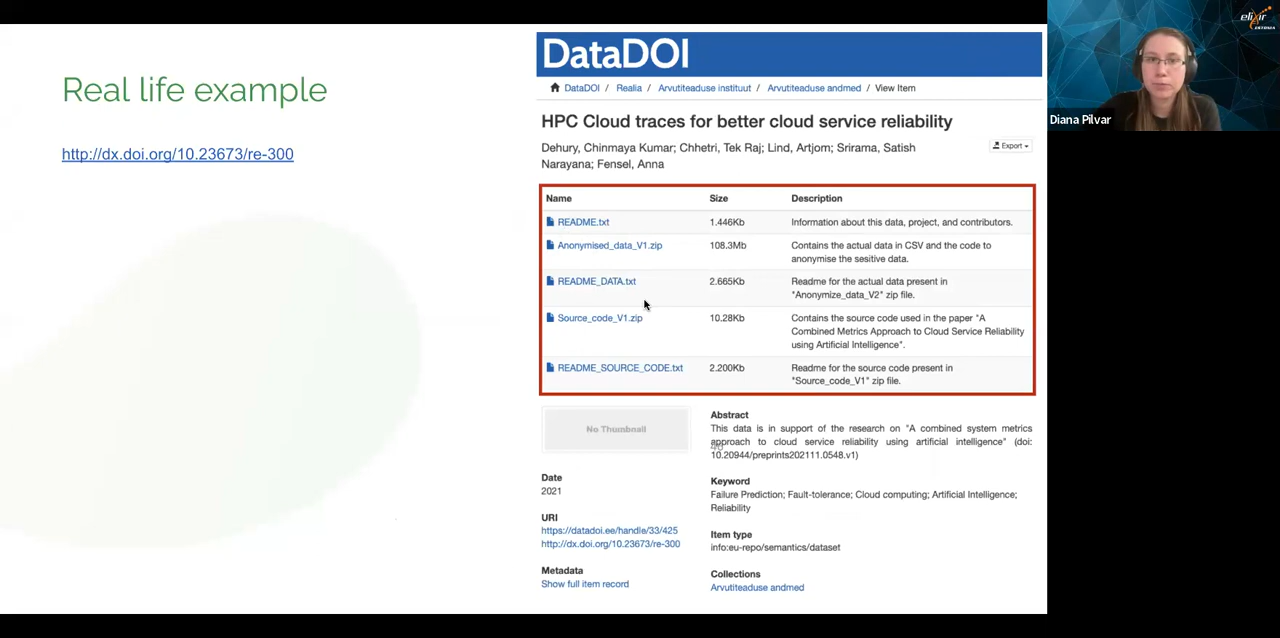 Real life example
http://dx.doi.org/10.23673/re-300
DataDOI
DataDOI / Realia / Arvutiteaduse instituut / Arvutiteaduse andmed / View Item
HPC Cloud traces for better cloud service reliability
Dehury, Chinmaya Kumar; Chhetri, Tek Raj; Lind, Artjom; Srirama, Satish
Narayana; Fensel, Anna
Export
Name Size Description
README.txt 1.446Kb Information about this data, project, and contributors.
Anonymised_data_V1.zip 108.3Mb Contains the actual data in CSV and the code to
anonymise the sesitive data.
README_DATA.txt 2.665Kb Readme for the actual data present in
"Anonymize_data_V2" zip file.
Source_code_V1.zip 10.28Kb Contains the source code used in the paper "A
Combined Metrics Approach to Cloud Service Reliability
using Artificial Intelligence".
README_SOURCE_CODE.txt 2.200Kb Readme for the source code present in
"Source_code_V1" zip file.
No Thumbnail
Date
2021
URI
https://datadoi.ee/handle/33/425
http://dx.doi.org/10.23673/re-300
Metadata
Show full item record
Abstract
This data is in support of the research on "A combined system metrics
approach to cloud service reliability using artificial intelligence" (doi:
10.20944/preprints202111.0548.v1)
Keyword
Failure Prediction; Fault-tolerance; Cloud computing; Artificial Intelligence;
Reliability
Item type
info:eu-repo/semantics/dataset
Collections
Arvutiteaduse andmed
elixir
ESTONIA
Diana Pilvar